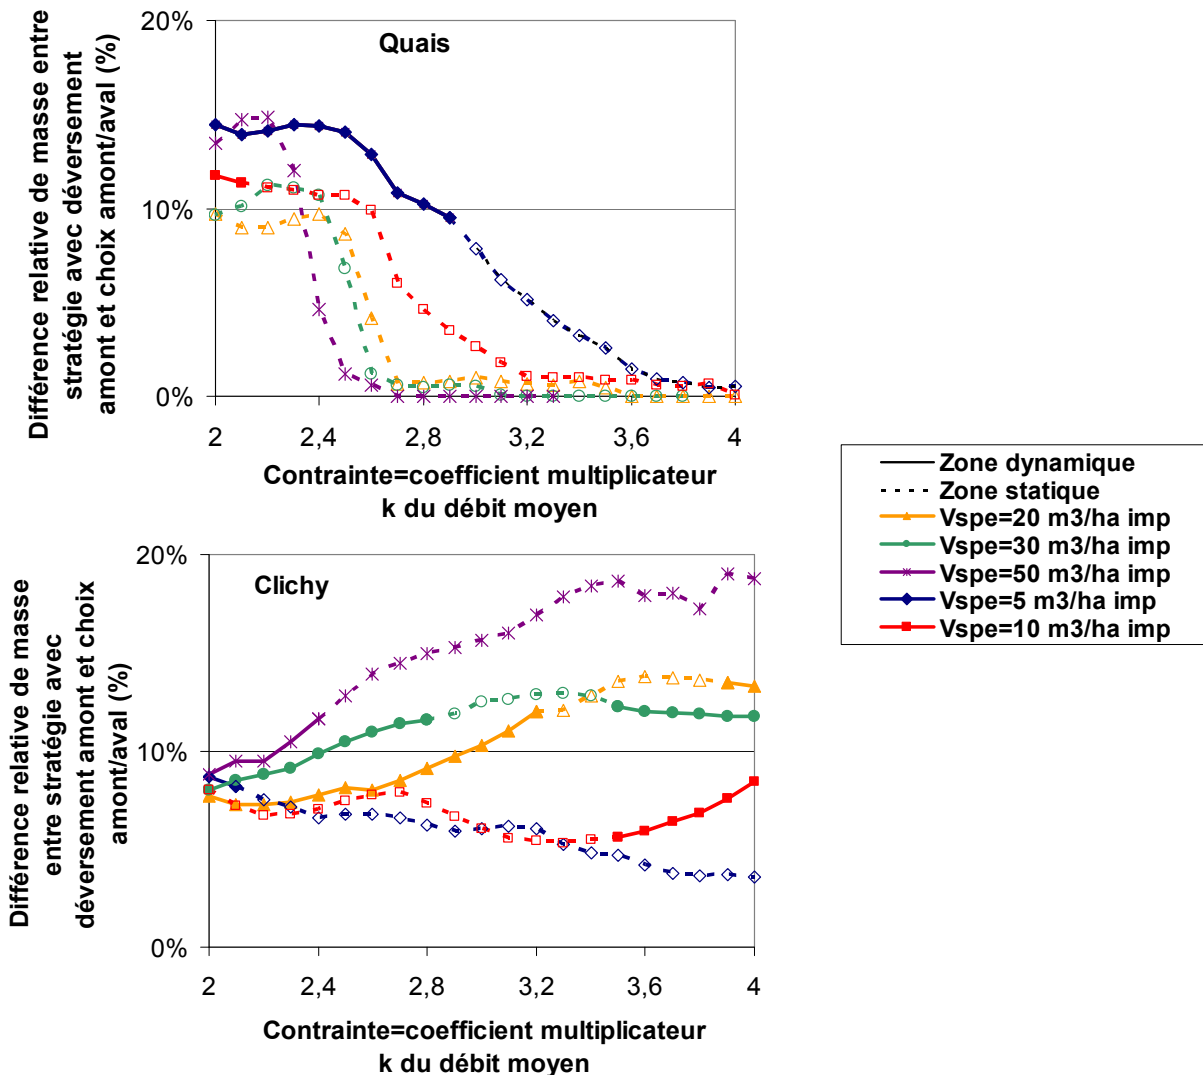 Différence relative de masse entre
stratégie avec déversement
amont et choix amont/aval (%)
20%
10%
0%
Quais
2
2,4
2,8
3,2
3,6
4
Contrainte=coefficient multiplicateur
k du débit moyen
Zone dynamique
Zone statique
Vspe=20 m3/ha imp
Vspe=30 m3/ha imp
Vspe=50 m3/ha imp
Vspe=5 m3/ha imp
Vspe=10 m3/ha imp
Différence relative de masse
entre stratégie avec
déversement amont et choix
amont/aval (%)
20%
10%
0%
Clichy
2
2,4
2,8
3,2
3,6
4
Contrainte=coefficient multiplicateur
k du débit moyen